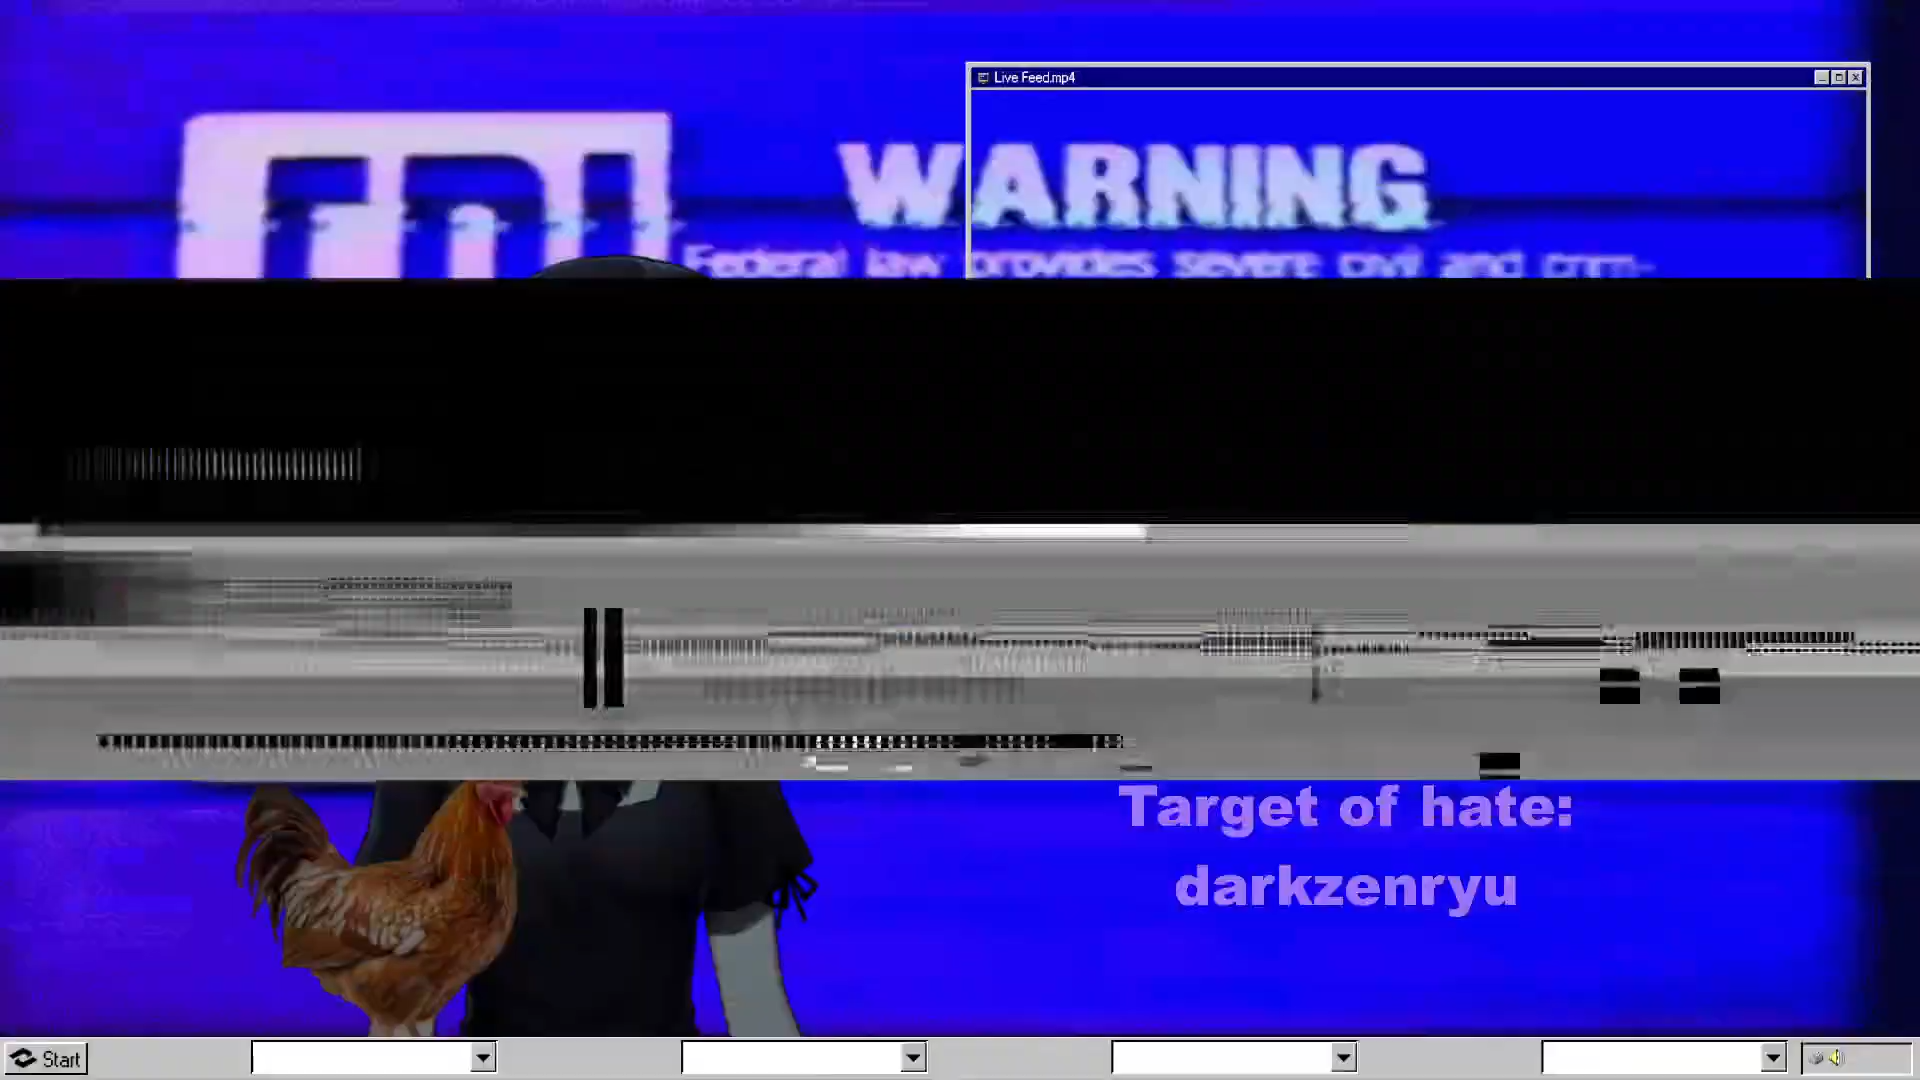 Live Feed.mp4
WARNING
Federal law provides severe civil and crim-
Target of hate:
darkzenryu
Start